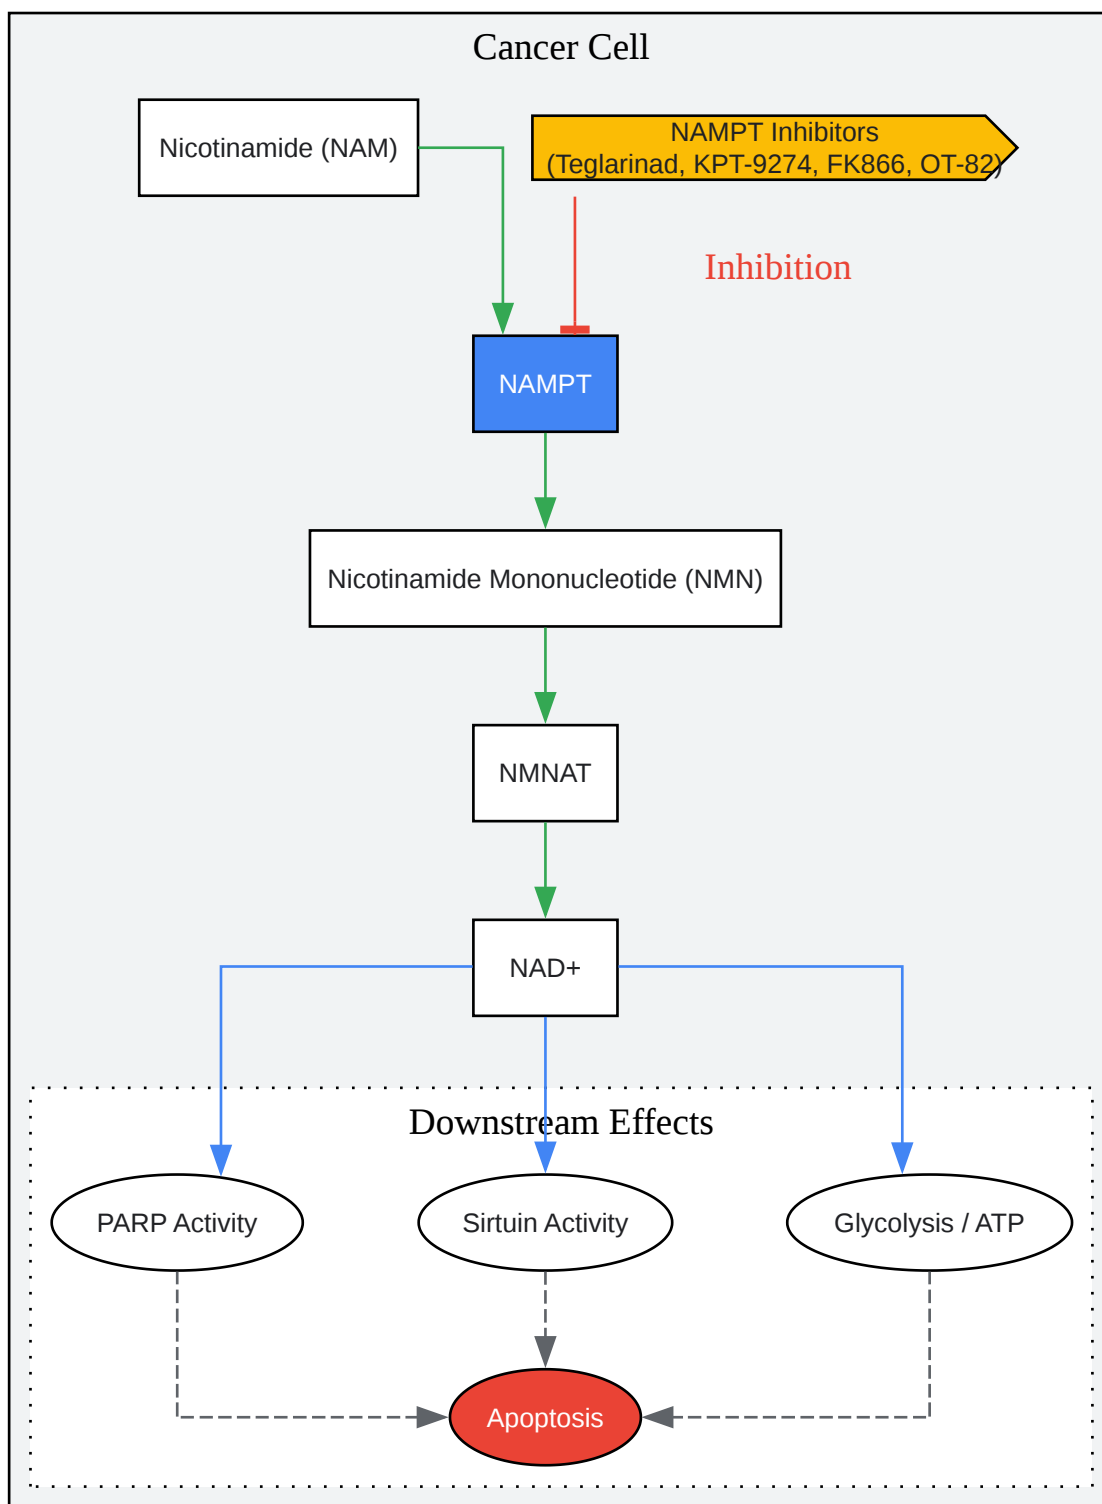 Cancer Cell
Nicotinamide (NAM)
NAMPT Inhibitors
(Teglarinad, KPT-9274, FK866, OT-82)
Inhibition
NAMPT
Nicotinamide Mononucleotide (NMN)
NMNAT
NAD+
Downstream Effects
PARP Activity
Sirtuin Activity
Glycolysis / ATP
Apoptosis